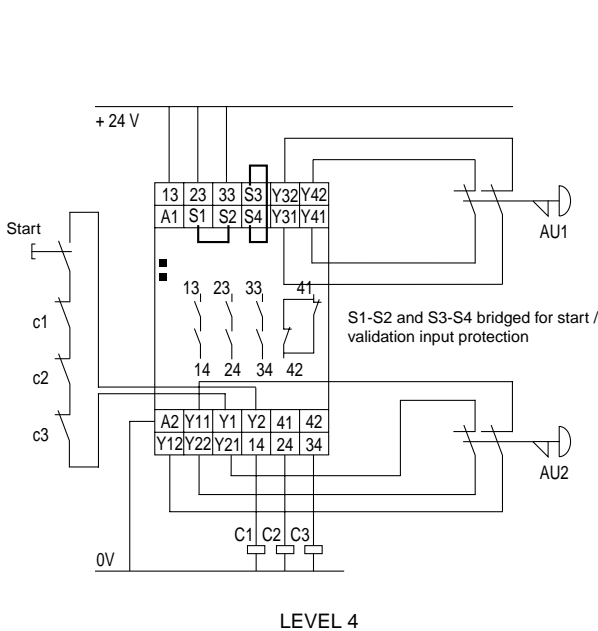 + 24 V
13 23 33 S3 Y32 Y42
A1 S1 S2 S4 Y31 Y41
Start
AU1
13 23 33 41
c1
S1-S2 and S3-S4 bridged for start /
validation input protection
14 24 34 42
c2
A2 Y11 Y1 Y2 41 42
Y12 Y22 Y21 14 24 34
c3
AU2
C1 C2 C3
0V
LEVEL 4